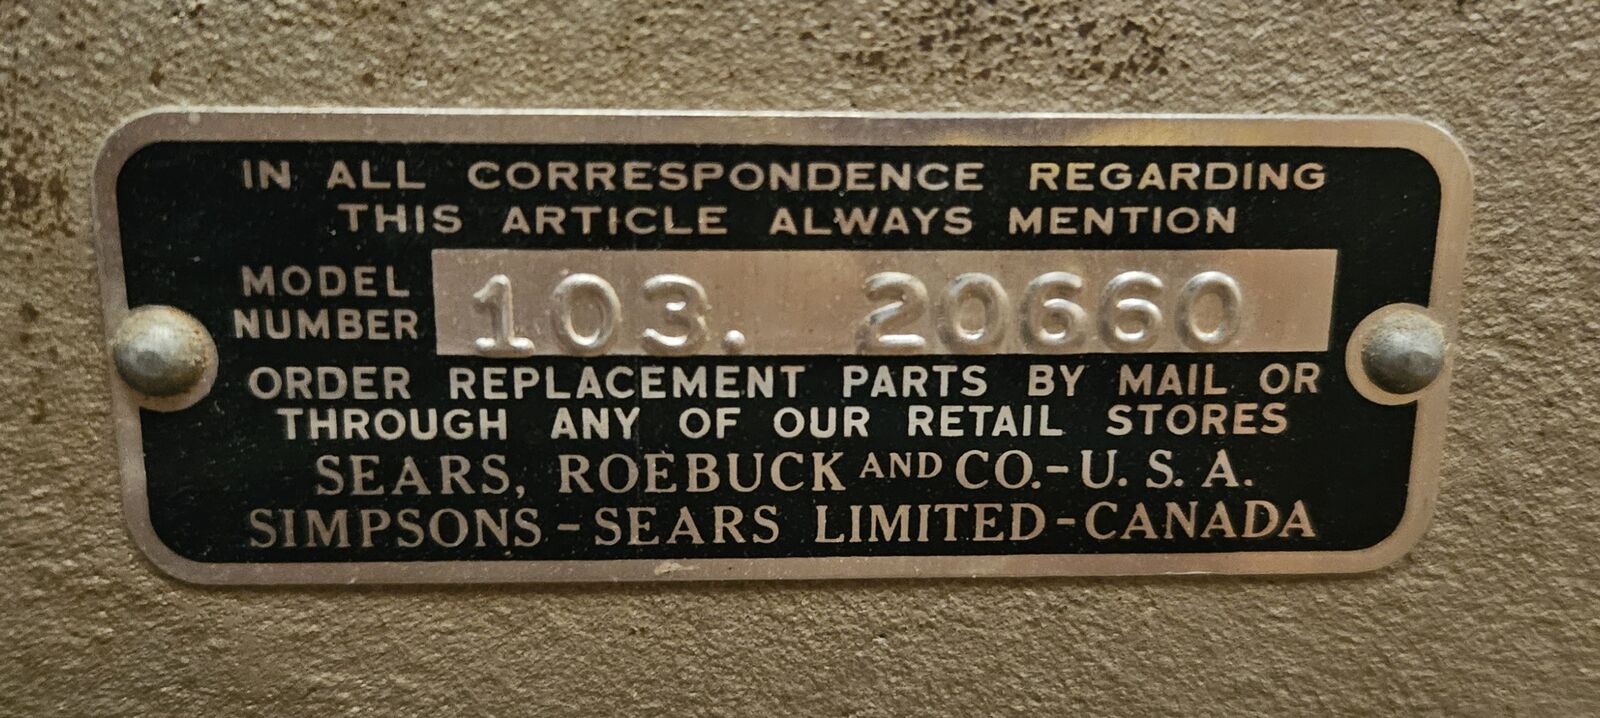 IN ALL CORRESPONDENCE REGARDING
THIS ARTICLE ALWAYS MENTION
MODEL NUMBER 103. 20660
ORDER REPLACEMENT PARTS BY MAIL OR
THROUGH ANY OF OUR RETAIL STORES
SEARS, ROEBUCK AND CO.-U. S. A.
SIMPSONS-SEARS LIMITED-CANADA